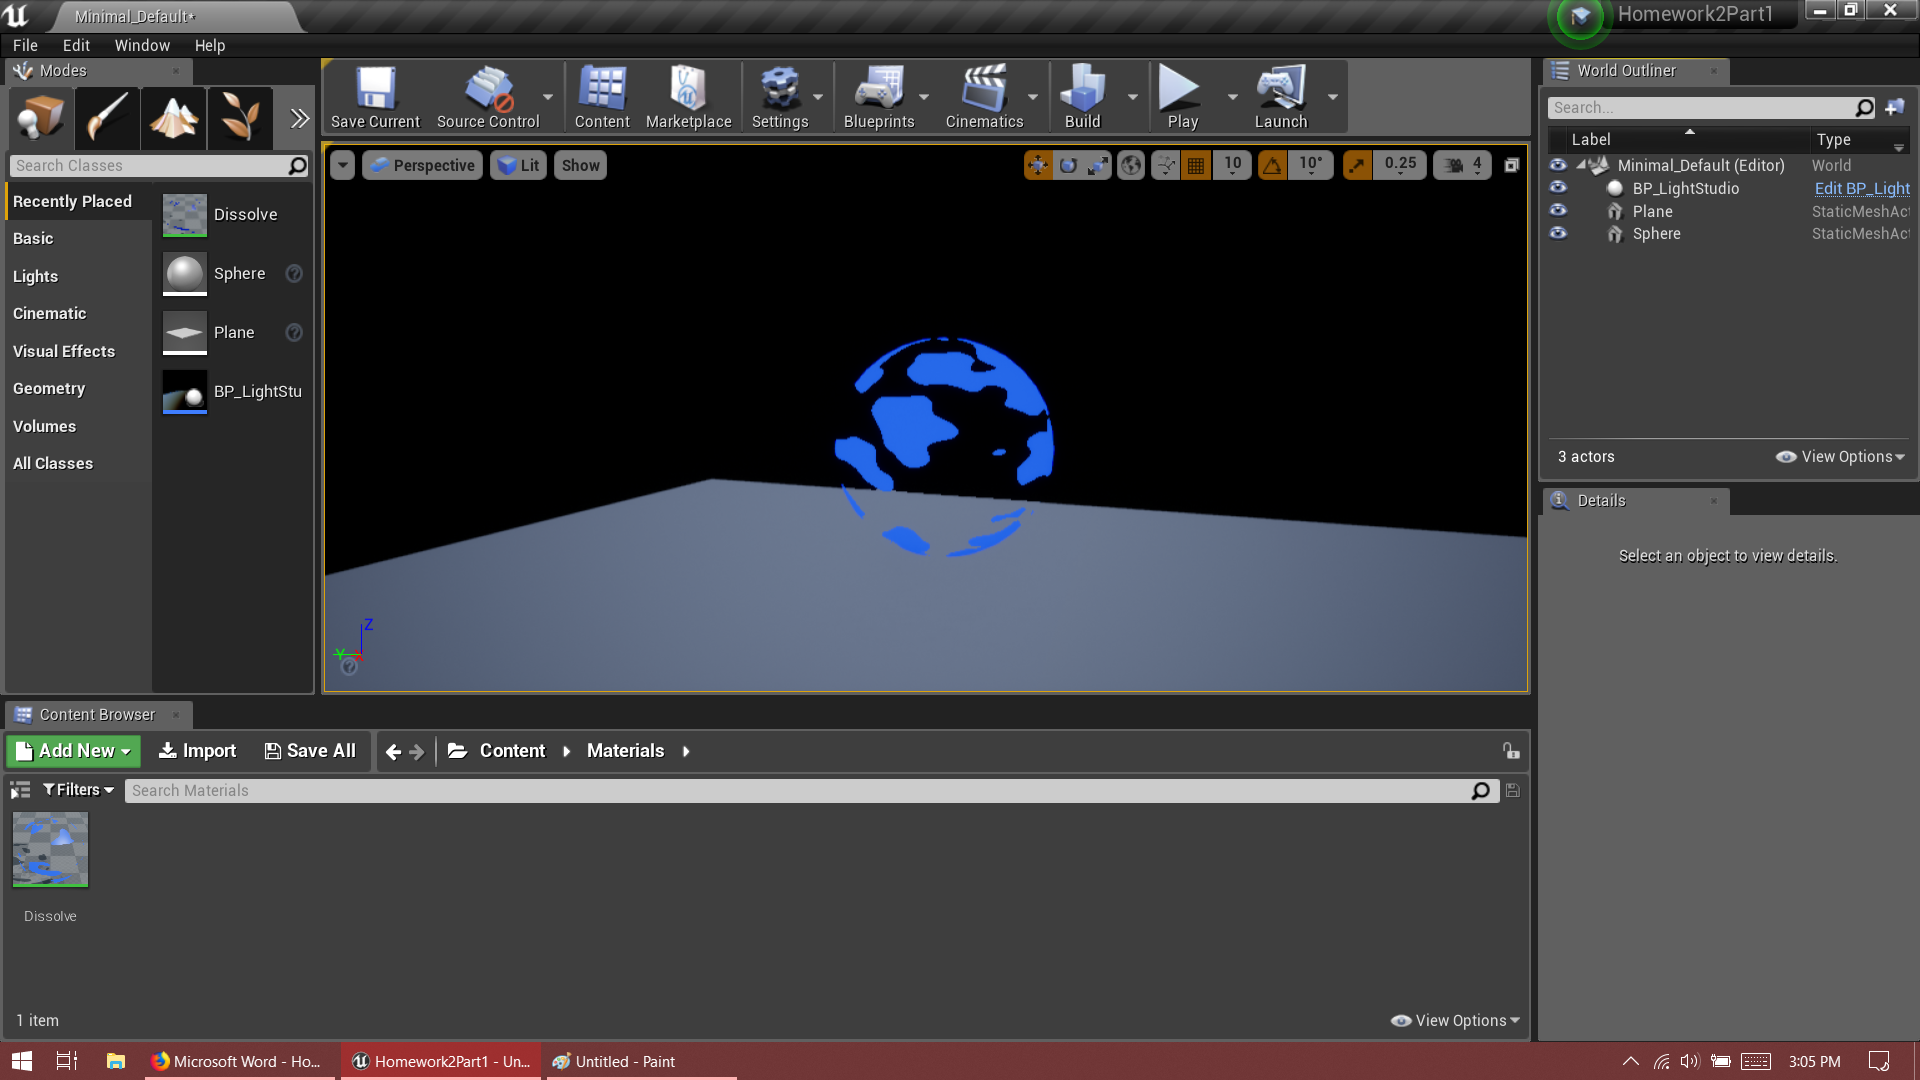 Minimal_Default*
Homework2Part1
File Edit Window Help
Modes
Search Classes
Recently Placed
Basic
Lights
Cinematic
Visual Effects
Geometry
Volumes
All Classes
Dissolve
Sphere
Plane
BP_LightStu
Save Current Source Control Content Marketplace Settings Blueprints Cinematics Build Play Launch
Perspective Lit Show 10 10° 0.25 4
Z
Y
World Outliner
Search...
Label Type
Minimal_Default (Editor) World
BP_LightStudio Edit BP_Light
Plane StaticMeshAct
Sphere StaticMeshAct
3 actors View Options
Details
Select an object to view details.
Content Browser
Add New Import Save All Content Materials
Filters Search Materials
Dissolve
1 item View Options
Microsoft Word - Ho... Homework2Part1 - Un... Untitled - Paint 3:05 PM